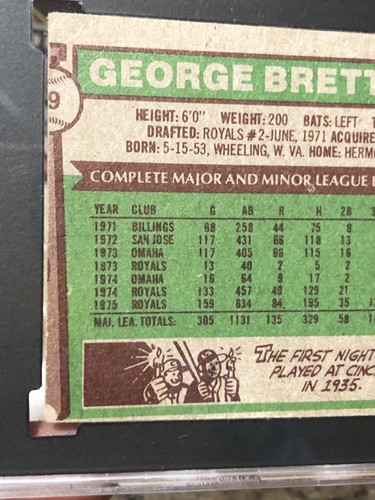 9
GEORGE BRETT
HEIGHT: 6'0" WEIGHT: 200 BATS: LEFT T
DRAFTED: ROYALS #2-JUNE, 1971 ACQUIRE
BORN: 5-15-53, WHEELING, W. VA. HOME: HERMO
COMPLETE MAJOR AND MINOR LEAGUE
YEAR CLUB G AB R H 2B 3
1971 BILLINGS 68 258 44 75 8
1972 SAN JOSE 117 431 66 118 13
1973 OMAHA 117 405 66 115 16
1973 ROYALS 13 40 2 5 2
1974 OMAHA 16 64 9 17 2
1974 ROYALS 133 457 49 129 21
1975 ROYALS 159 634 84 195 35 1
MAJ. LEA. TOTALS: 305 1131 135 329 58 1
THE FIRST NIGHT
PLAYED AT CINC
IN 1935.